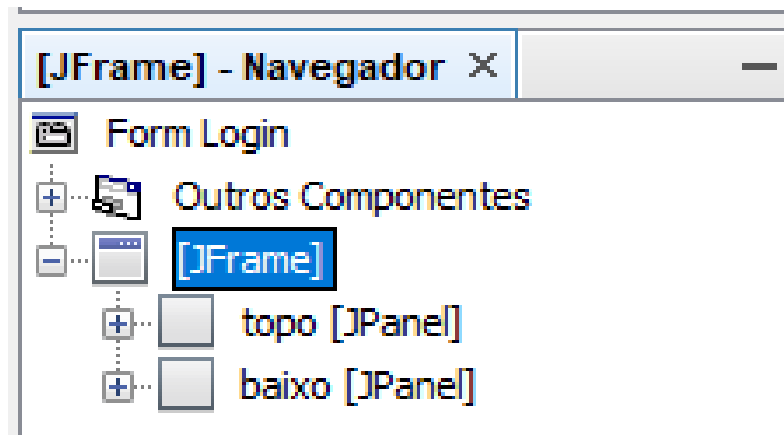 [JFrame] - Navegador
Form Login
Outros Componentes
[JFrame]
topo [JPanel]
baixo [JPanel]